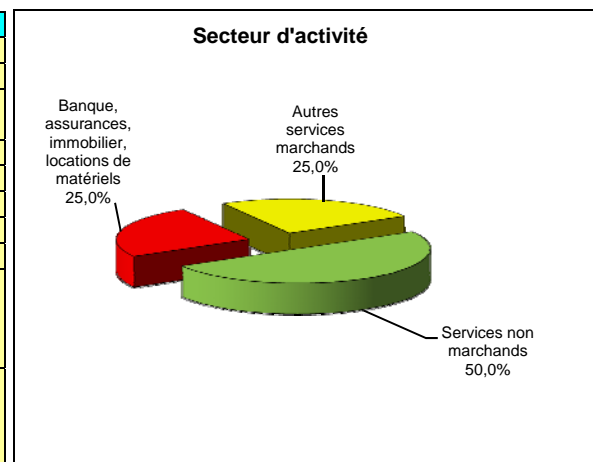 Secteur d'activité
Banque,
assurances,
immobilier,
locations de
matériels
25,0%
Autres
services
marchands
25,0%
Services non
marchands
50,0%